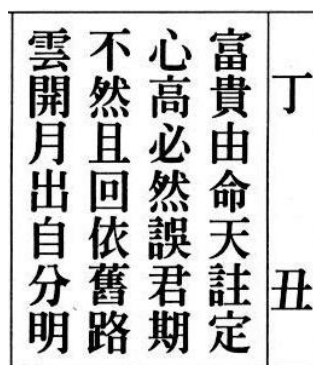 丁丑
富貴由命天註定
心高必然誤君期
不然且回依舊路
雲開月出自分明